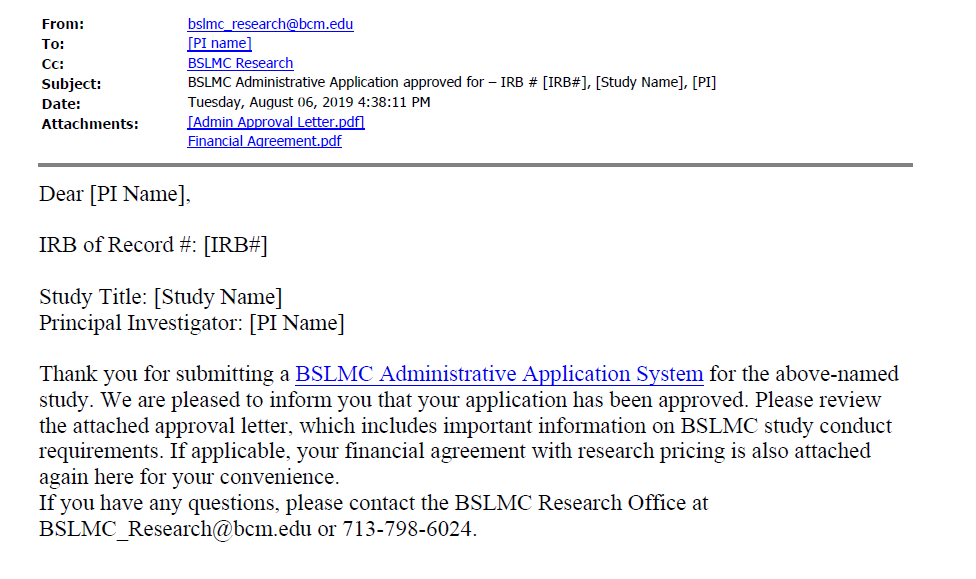 From: bslmc_research@bcm.edu
To: [PI name]
Cc: BSLMC Research
Subject: BSLMC Administrative Application approved for – IRB # [IRB#], [Study Name], [PI]
Date: Tuesday, August 06, 2019 4:38:11 PM
Attachments: [Admin Approval Letter.pdf]
Financial Agreement.pdf
Dear [PI Name],
IRB of Record #: [IRB#]
Study Title: [Study Name]
Principal Investigator: [PI Name]
Thank you for submitting a BSLMC Administrative Application System for the above-named
study. We are pleased to inform you that your application has been approved. Please review
the attached approval letter, which includes important information on BSLMC study conduct
requirements. If applicable, your financial agreement with research pricing is also attached
again here for your convenience.
If you have any questions, please contact the BSLMC Research Office at
BSLMC_Research@bcm.edu or 713-798-6024.